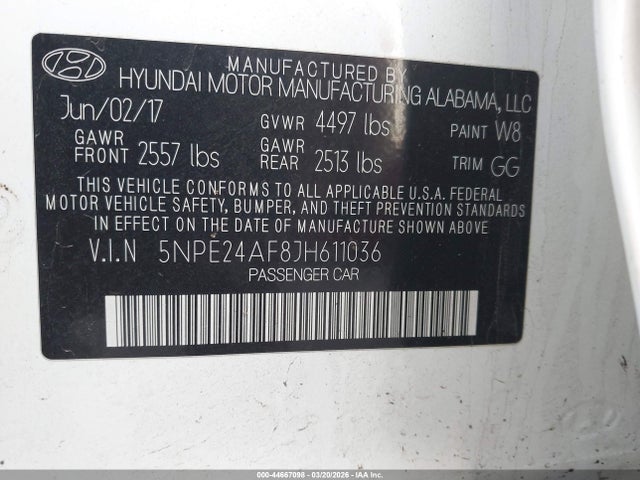 MANUFACTURED BY
HYUNDAI MOTOR MANUFACTURING ALABAMA, LLC
Jun/02/17 GVWR 4497 lbs PAINT W8
GAWR FRONT 2557 lbs GAWR REAR 2513 lbs TRIM GG
THIS VEHICLE CONFORMS TO ALL APPLICABLE U.S.A. FEDERAL
MOTOR VEHICLE SAFETY, BUMPER, AND THEFT PREVENTION STANDARDS
IN EFFECT ON THE DATE OF MANUFACTURE SHOWN ABOVE
V.I.N 5NPE24AF8JH611036
PASSENGER CAR
000-44667098 - 03/20/2026 - IAA Inc.